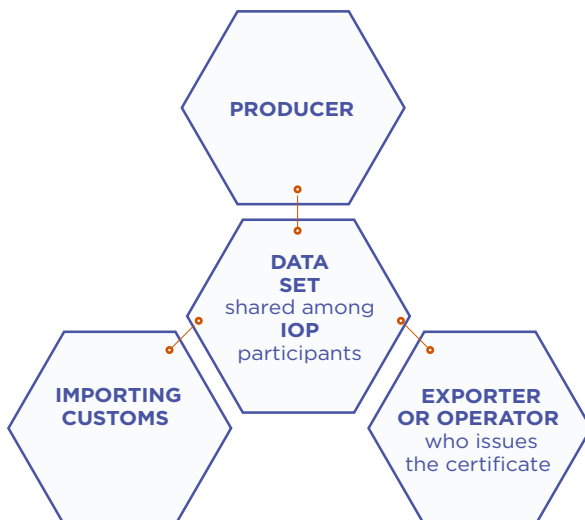 PRODUCER
DATA
SET
shared among
IOP
participants
IMPORTING
CUSTOMS
EXPORTER
OR OPERATOR
who issues
the certificate